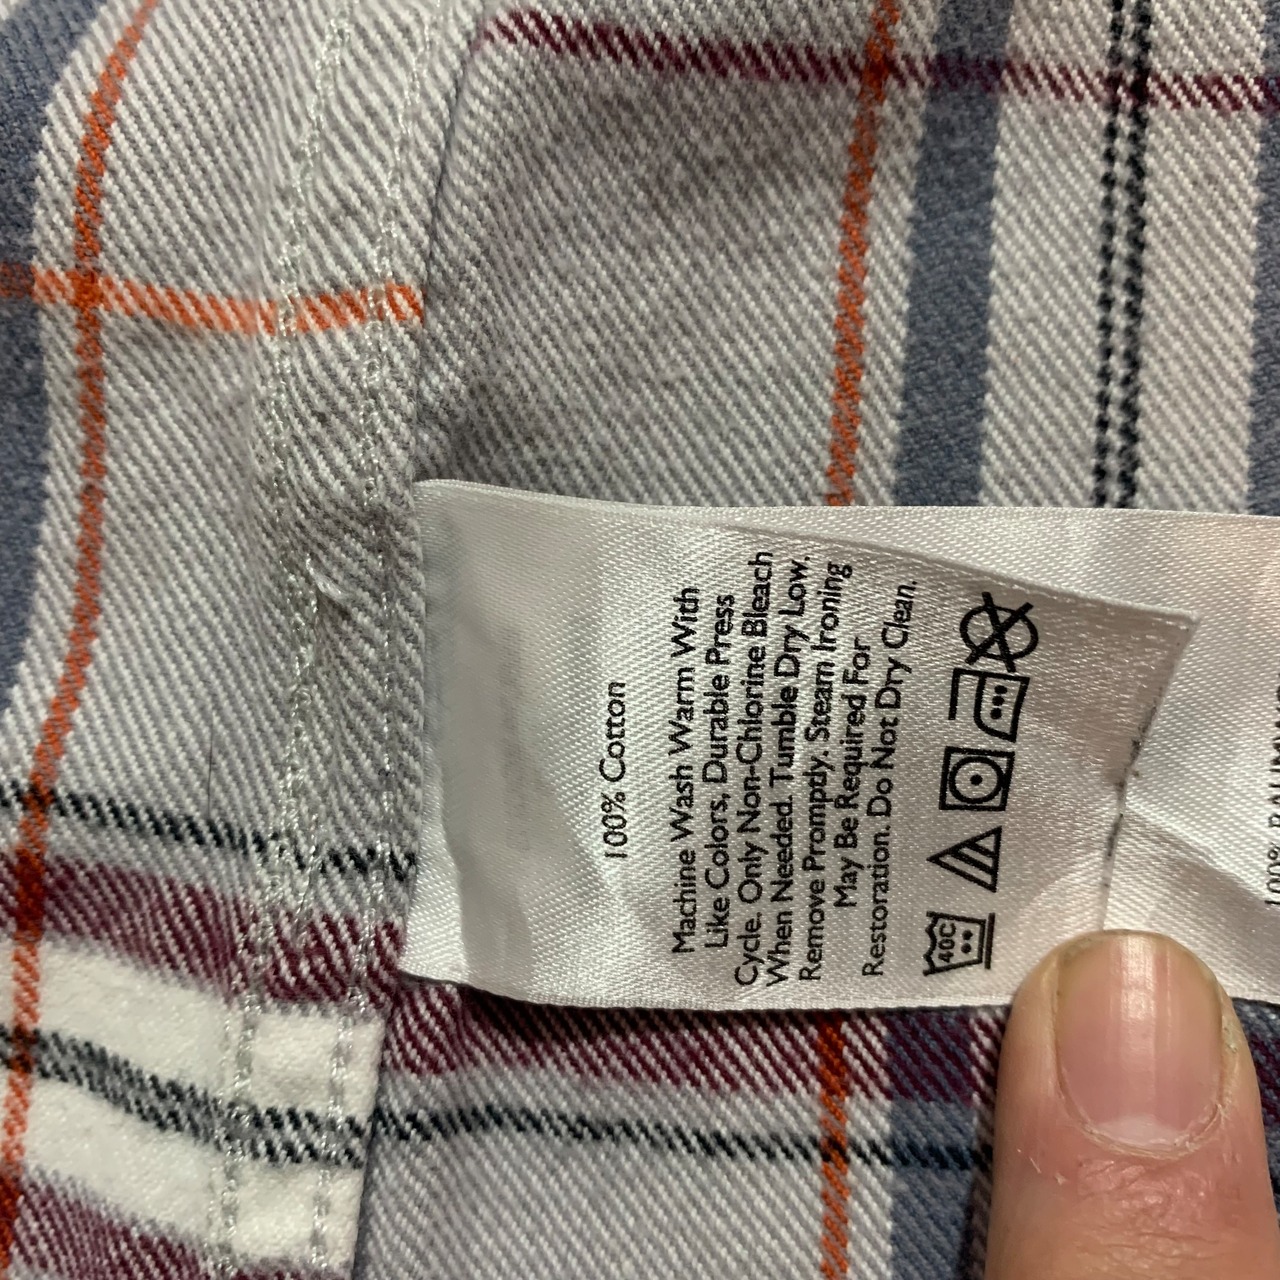 100% Cotton
Machine Wash Warm With
Like Colors, Durable Press
Cycle. Only Non-Chlorine Bleach
When Needed. Tumble Dry Low.
Remove Promptly. Steam Ironing
May Be Required For
Restoration. Do Not Dry Clean.
40C
100%